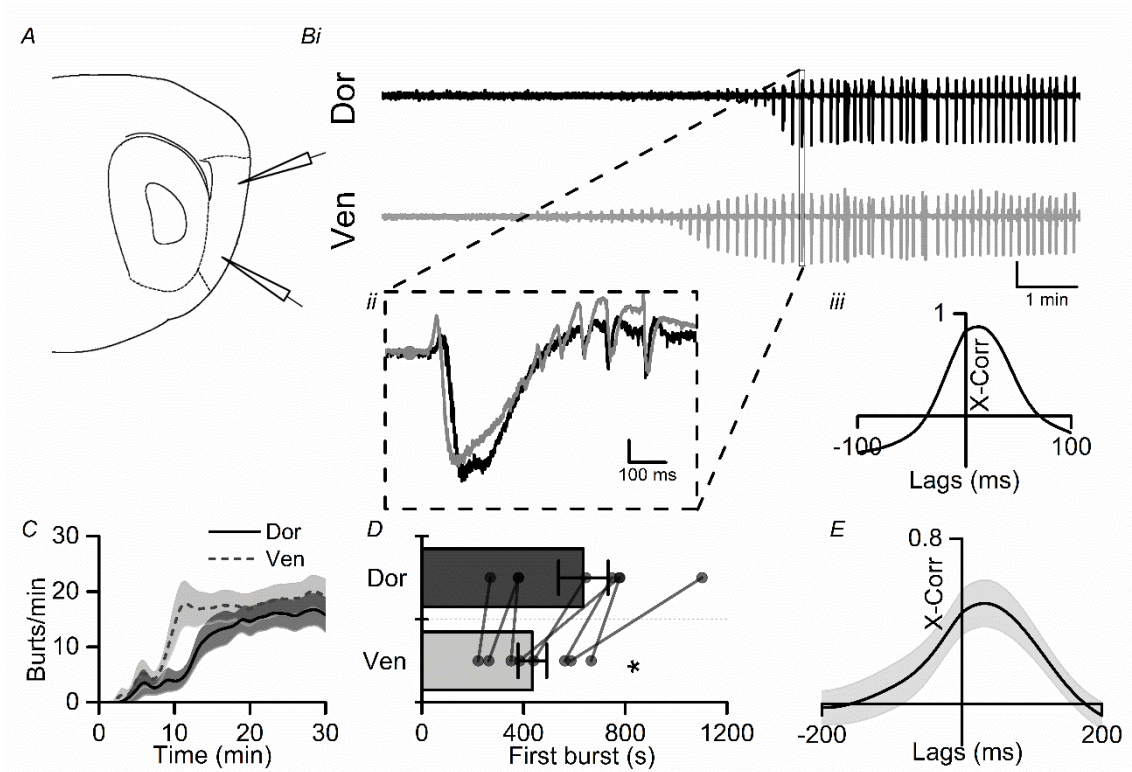 A
Bi
Dor
Ven
1 min
ii
100 ms
iii
1
X-Corr
-100
100
Lags (ms)
C
30
20
10
0
Burts/min
Dor
Ven
0
10
20
30
Time (min)
D
Dor
Ven
*
0
400
800
1200
First burst (s)
E
0.8
X-Corr
-200
200
Lags (ms)